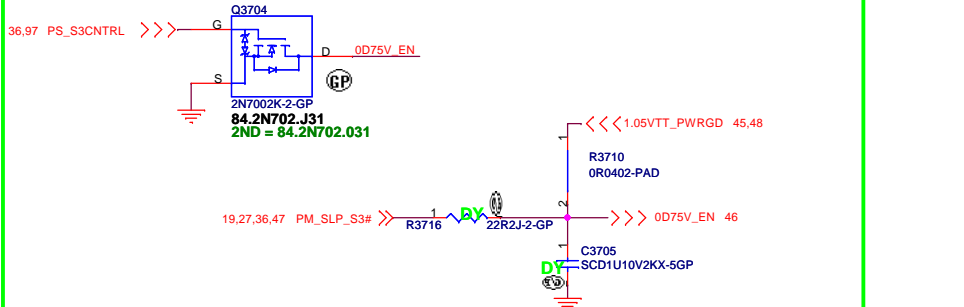 Q3704
36,97 PS_S3CNTRL
G
D
0D75V_EN
S
GP
2N7002K-2-GP
84.2N702.J31
2ND = 84.2N702.031
1.05VTT_PWRGD 45,48
1
R3710
0R0402-PAD
2
19,27,36,47 PM_SLP_S3#
1
DY
R3716
22R2J-2-GP
0D75V_EN 46
1
C3705
SCD1U10V2KX-5GP
DY